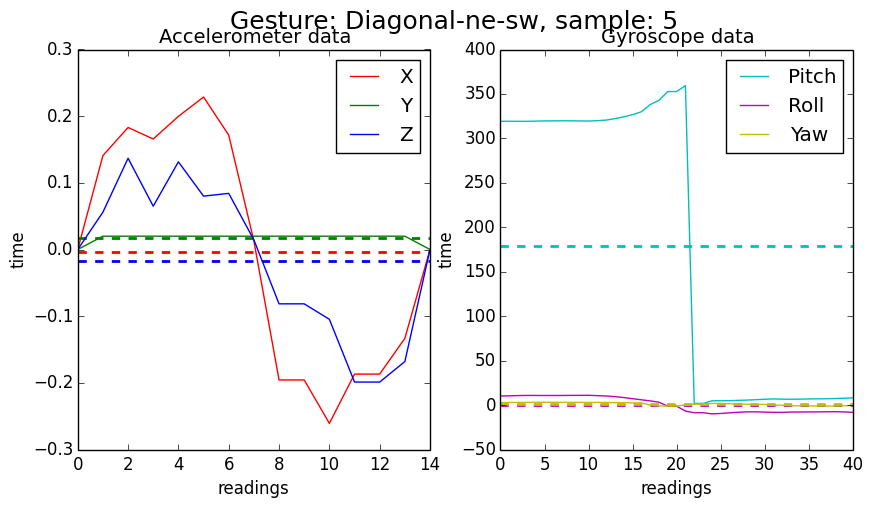 Gesture: Diagonal-ne-sw, sample: 5
Accelerometer data
0.3
0.2
0.1
0.0
−0.1
−0.2
−0.3
time
0 2 4 6 8 10 12 14
readings
X
Y
Z
Gyroscope data
400
350
300
250
200
150
100
50
0
−50
time
0 5 10 15 20 25 30 35 40
readings
Pitch
Roll
Yaw